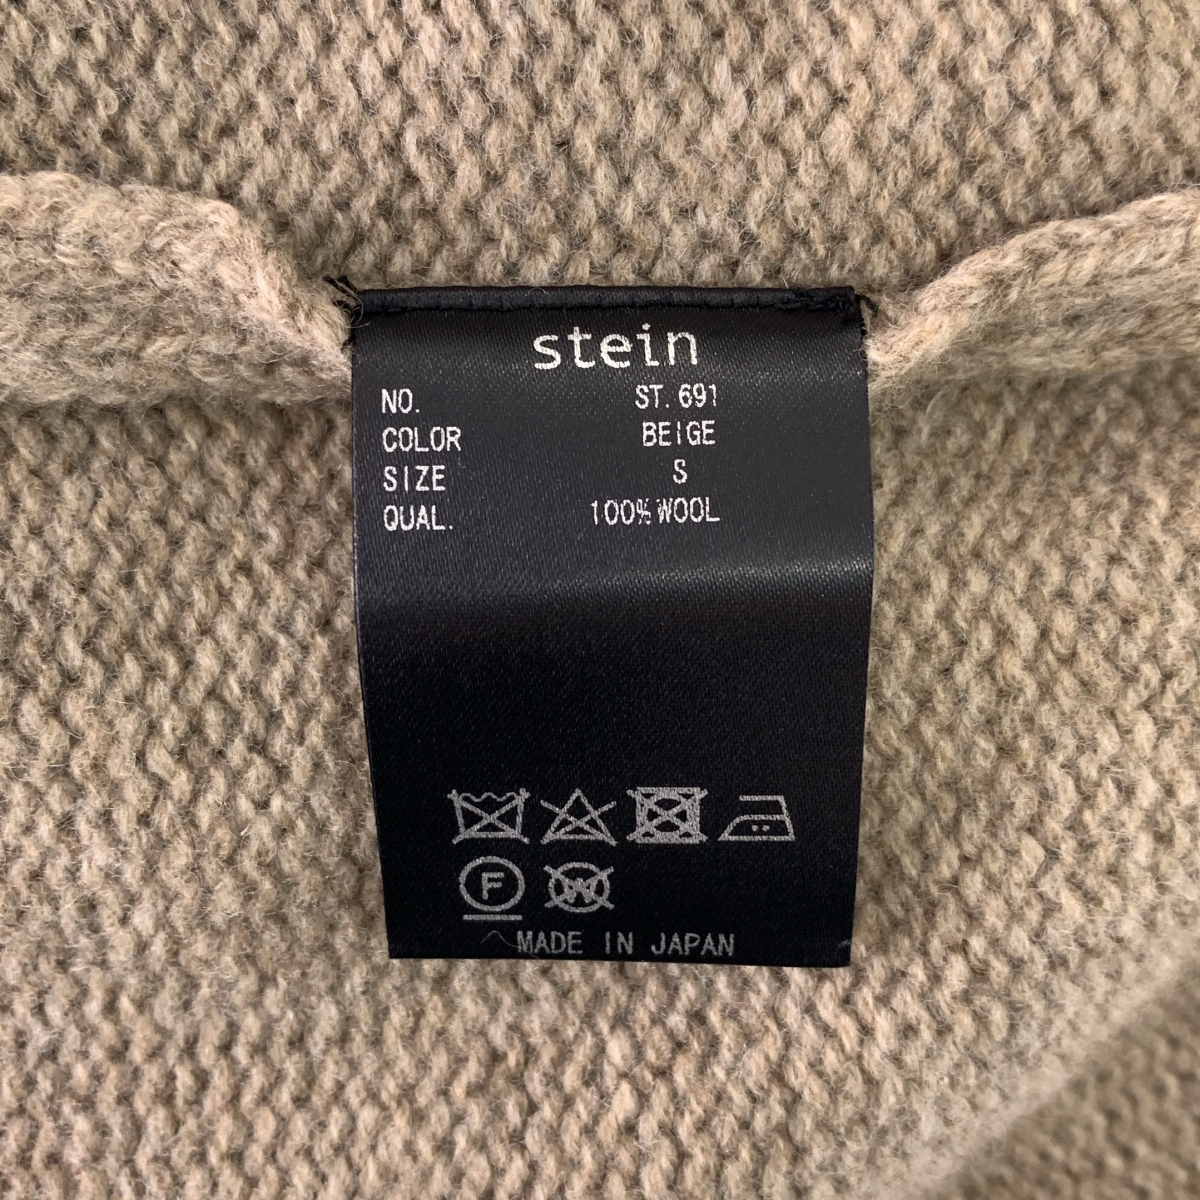 stein
NO. ST.691
COLOR BEIGE
SIZE S
QUAL. 100% WOOL
F W
MADE IN JAPAN